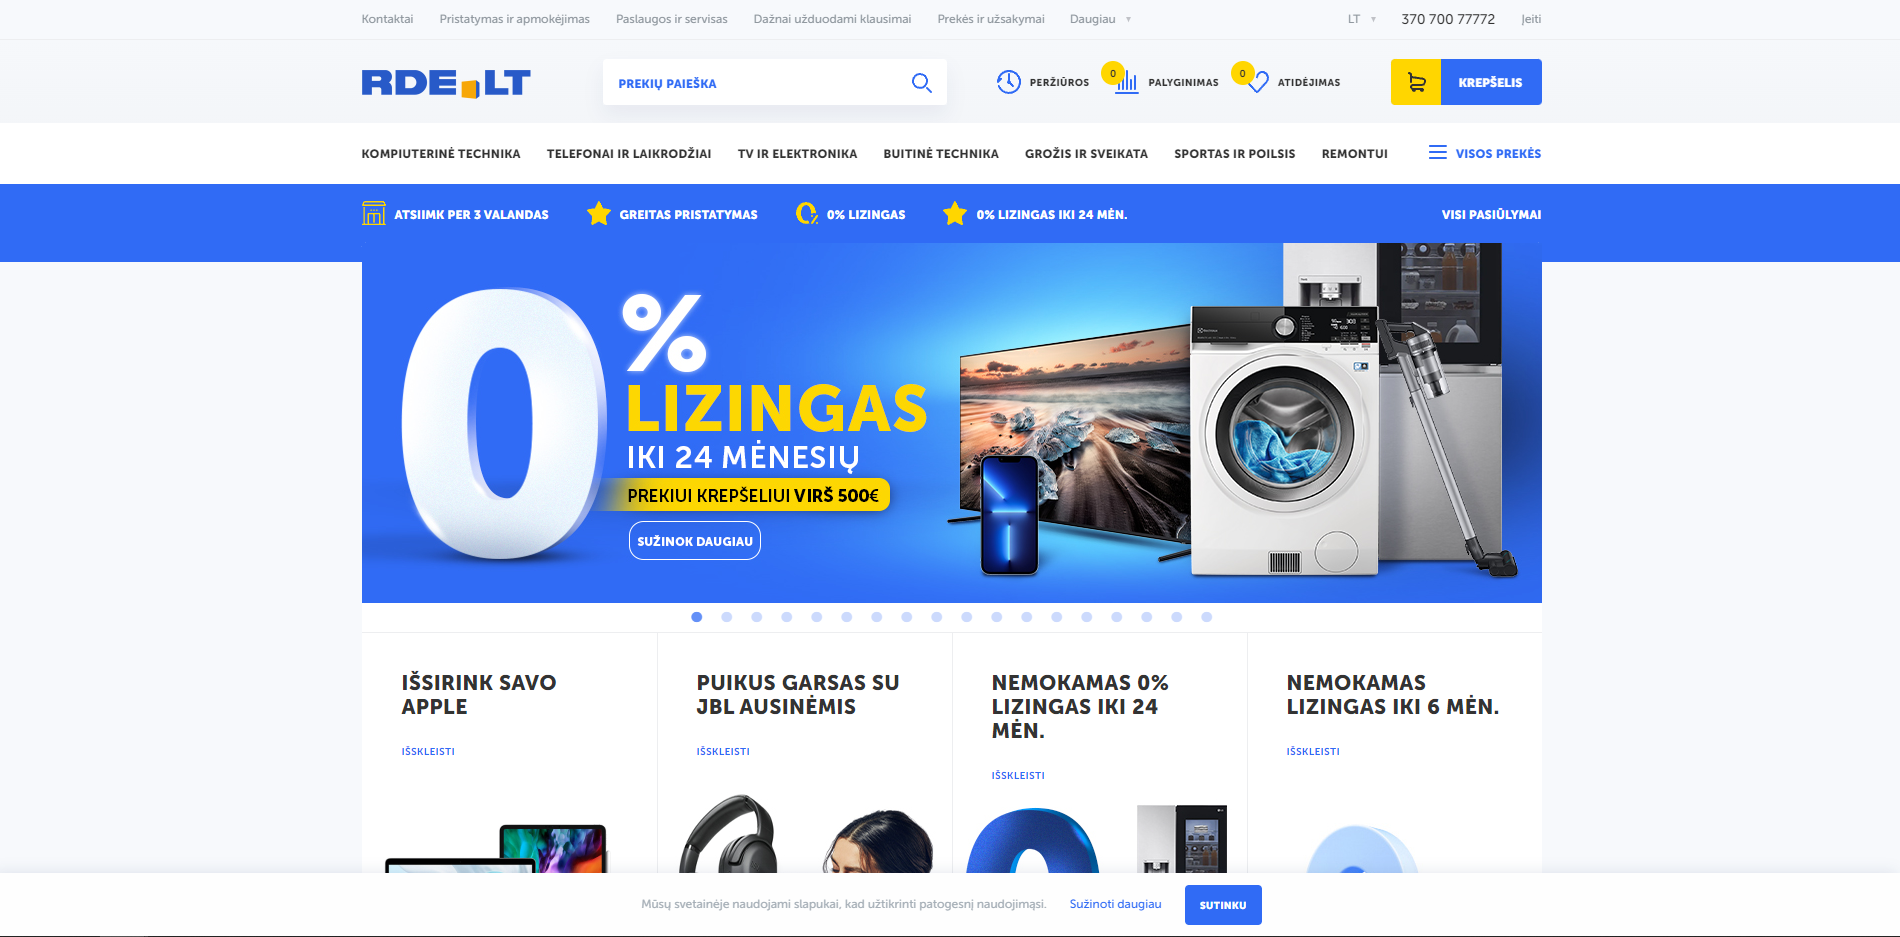 Kontaktai Pristatymas ir apmokėjimas Paslaugos ir servisas Dažnai užduodami klausimai Prekės ir užsakymai Daugiau LT 370 700 77772 Įeiti
RDE LT PREKIŲ PAIEŠKA PERŽIŪROS 0 PALYGINIMAS 0 ATIDĖJIMAS KREPŠELIS
KOMPIUTERINĖ TECHNIKA TELEFONAI IR LAIKRODŽIAI TV IR ELEKTRONIKA BUITINĖ TECHNIKA GROŽIS IR SVEIKATA SPORTAS IR POILSIS REMONTUI VISOS PREKĖS
ATSIIMK PER 3 VALANDAS GREITAS PRISTATYMAS 0% LIZINGAS 0% LIZINGAS IKI 24 MĖN. VISI PASIŪLYMAI
0%
LIZINGAS
IKI 24 MĖNESIŲ
PREKIUI KREPŠELIUI VIRŠ 500€
SUŽINOK DAUGIAU
IŠSIRINK SAVO
APPLE
IŠSKLEISTI
PUIKUS GARSAS SU
JBL AUSINĖMIS
IŠSKLEISTI
NEMOKAMAS 0%
LIZINGAS IKI 24
MĖN.
IŠSKLEISTI
NEMOKAMAS
LIZINGAS IKI 6 MĖN.
IŠSKLEISTI
Mūsų svetainėje naudojami slapukai, kad užtikrinti patogesnį naudojimąsi. Sužinoti daugiau SUTINKU